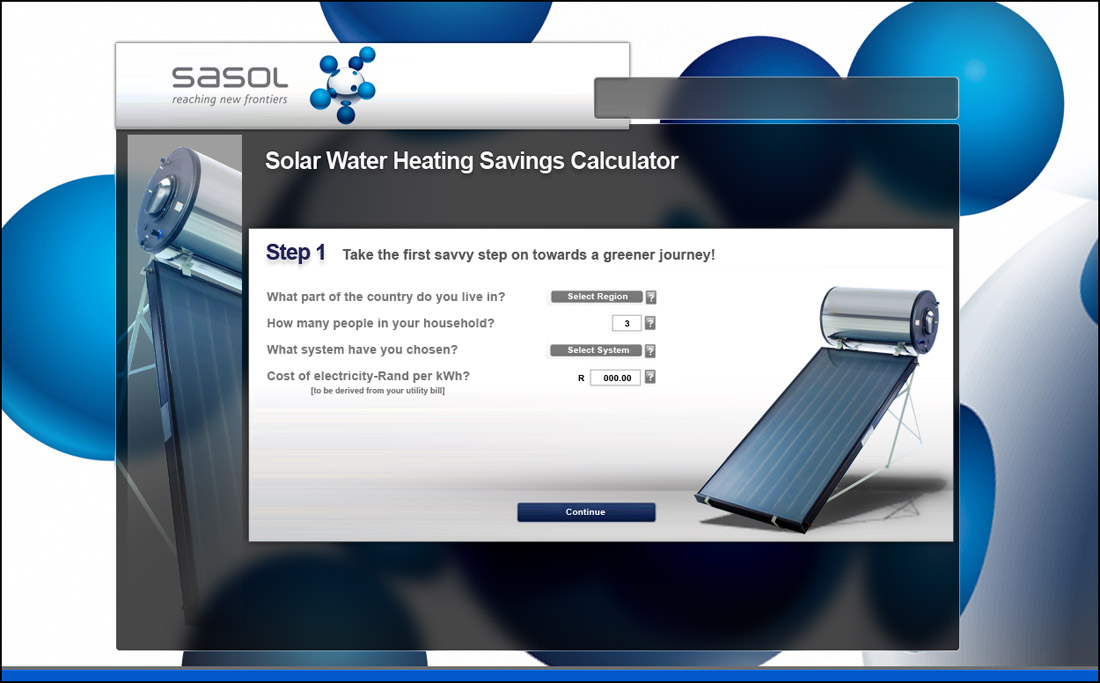 sasol
reaching new frontiers
Solar Water Heating Savings Calculator
Step 1 Take the first savvy step on towards a greener journey!
What part of the country do you live in? Select Region ?
How many people in your household? 3 ?
What system have you chosen? Select System ?
Cost of electricity-Rand per kWh? R 000.00 ?
[to be derived from your utility bill]
Continue